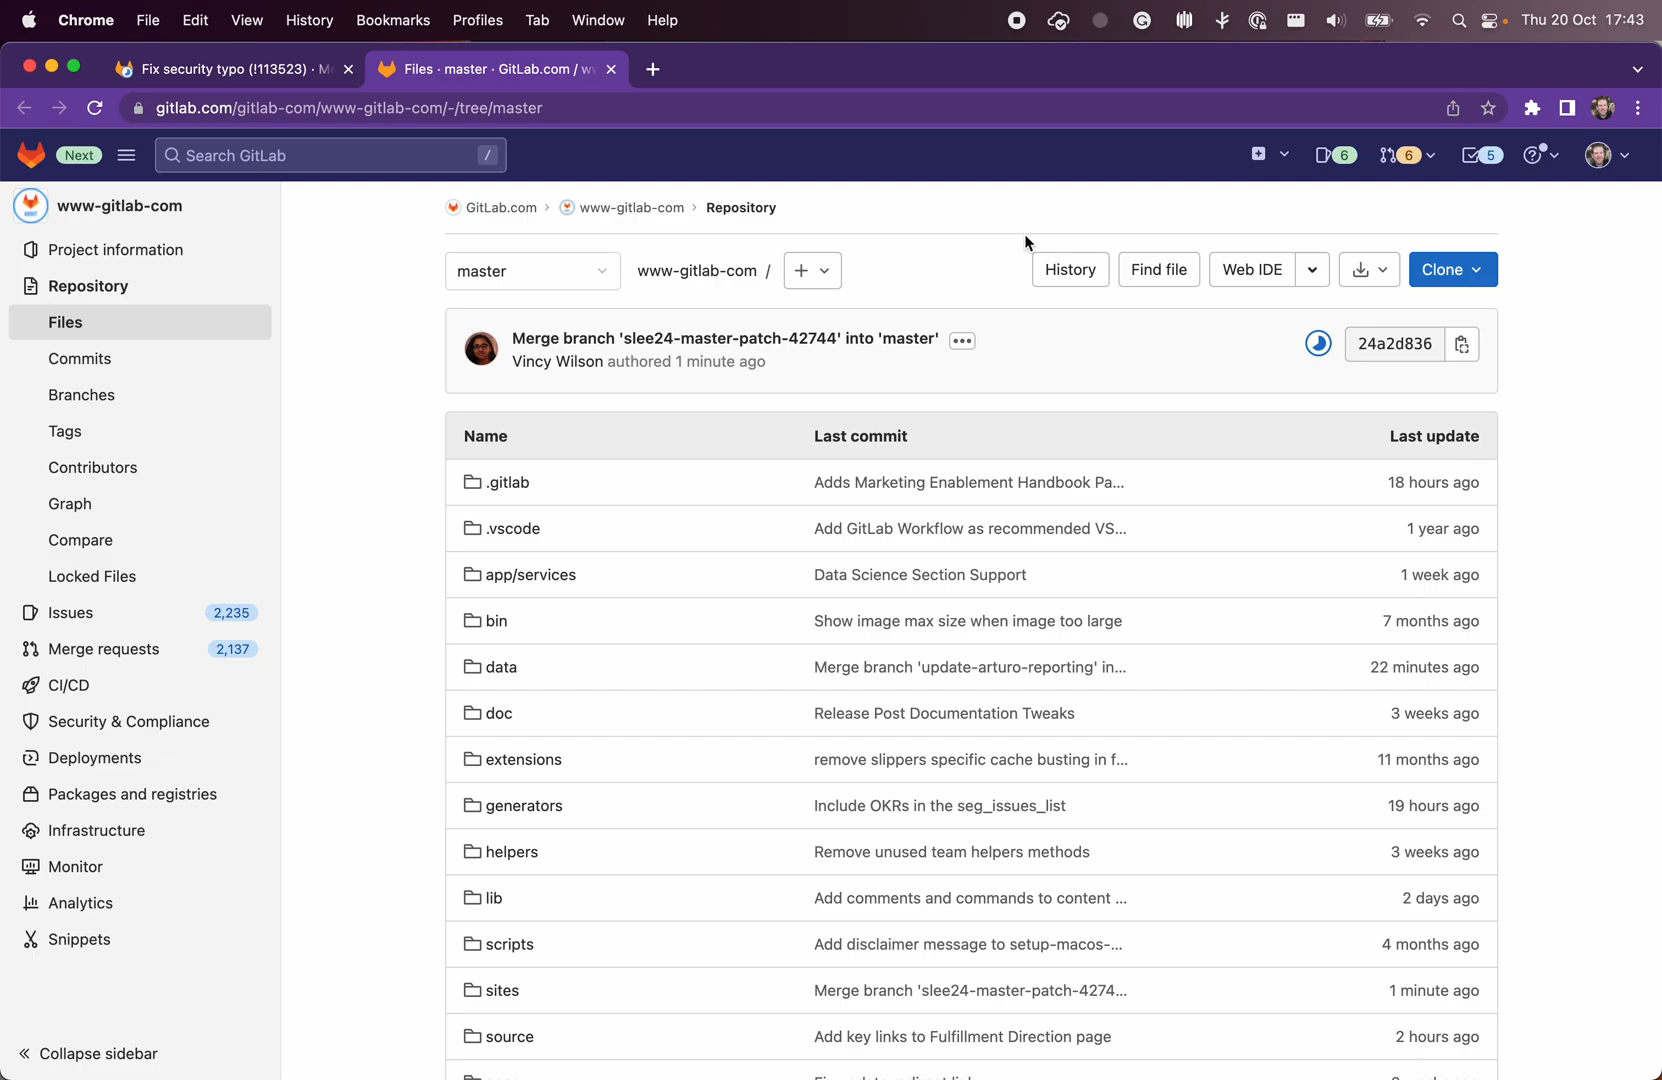 Chrome File Edit View History Bookmarks Profiles Tab Window Help Thu 20 Oct 17:43
Fix security typo (!113523) · M Files · master · GitLab.com / w
gitlab.com/gitlab-com/www-gitlab-com/-/tree/master
Next Search GitLab / 6 6 5
www-gitlab-com
Project information
Repository
Files
Commits
Branches
Tags
Contributors
Graph
Compare
Locked Files
Issues 2,235
Merge requests 2,137
CI/CD
Security & Compliance
Deployments
Packages and registries
Infrastructure
Monitor
Analytics
Snippets
Collapse sidebar
GitLab.com › www-gitlab-com › Repository
master www-gitlab-com / + History Find file Web IDE Clone
Merge branch 'slee24-master-patch-42744' into 'master' •••
Vincy Wilson authored 1 minute ago
24a2d836
Name Last commit Last update
.gitlab Adds Marketing Enablement Handbook Pa... 18 hours ago
.vscode Add GitLab Workflow as recommended VS... 1 year ago
app/services Data Science Section Support 1 week ago
bin Show image max size when image too large 7 months ago
data Merge branch 'update-arturo-reporting' in... 22 minutes ago
doc Release Post Documentation Tweaks 3 weeks ago
extensions remove slippers specific cache busting in f... 11 months ago
generators Include OKRs in the seg_issues_list 19 hours ago
helpers Remove unused team helpers methods 3 weeks ago
lib Add comments and commands to content ... 2 days ago
scripts Add disclaimer message to setup-macos-... 4 months ago
sites Merge branch 'slee24-master-patch-4274... 1 minute ago
source Add key links to Fulfillment Direction page 2 hours ago